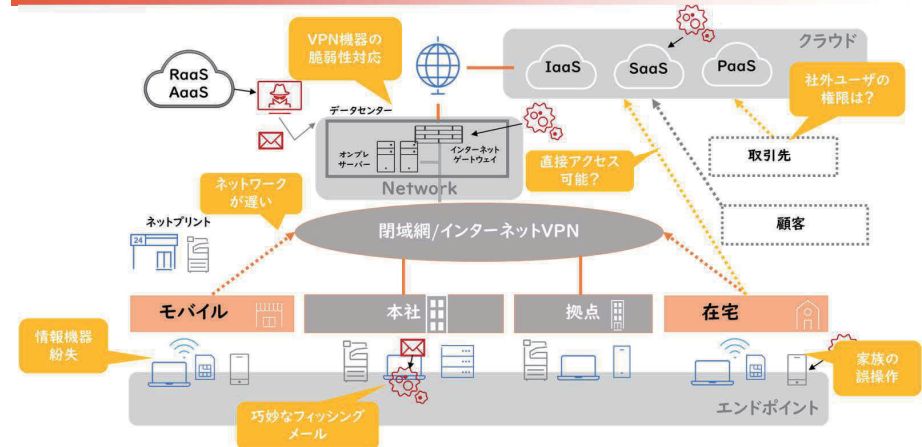 VPN機器の
脆弱性対応
クラウド
IaaS
SaaS
PaaS
RaaS
AaaS
社外ユーザの
権限は?
データセンター
オンプレ
サーバー
インターネット
ゲートウェイ
Network
直接アクセス
可能?
取引先
ネットワーク
が遅い
顧客
ネットプリント
24
閉域網/インターネットVPN
モバイル
本社
拠点
在宅
情報機器
紛失
家族の
誤操作
巧妙なフィッシング
メール
エンドポイント